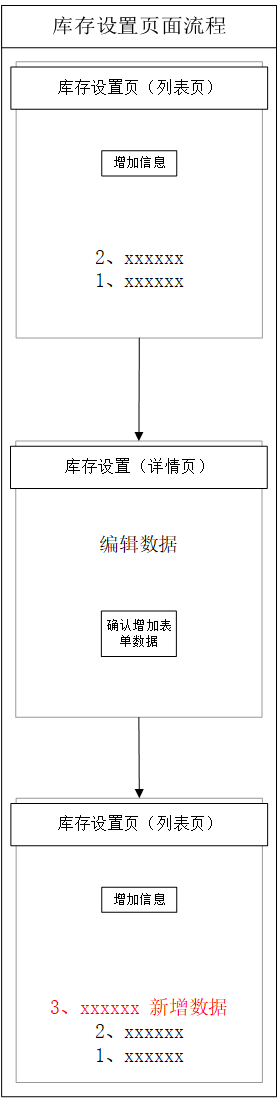 库存设置页面流程
库存设置页（列表页）
增加信息
2、xxxxxx
1、xxxxxx
库存设置（详情页）
编辑数据
确认增加表
单数据
库存设置页（列表页）
增加信息
3、xxxxxx 新增数据
2、xxxxxx
1、xxxxxx